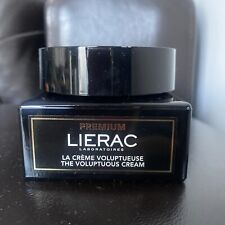 PREMIUM
LIERAC
LABORATOIRES
LA CRÈME VOLUPTUEUSE
THE VOLUPTUOUS CREAM